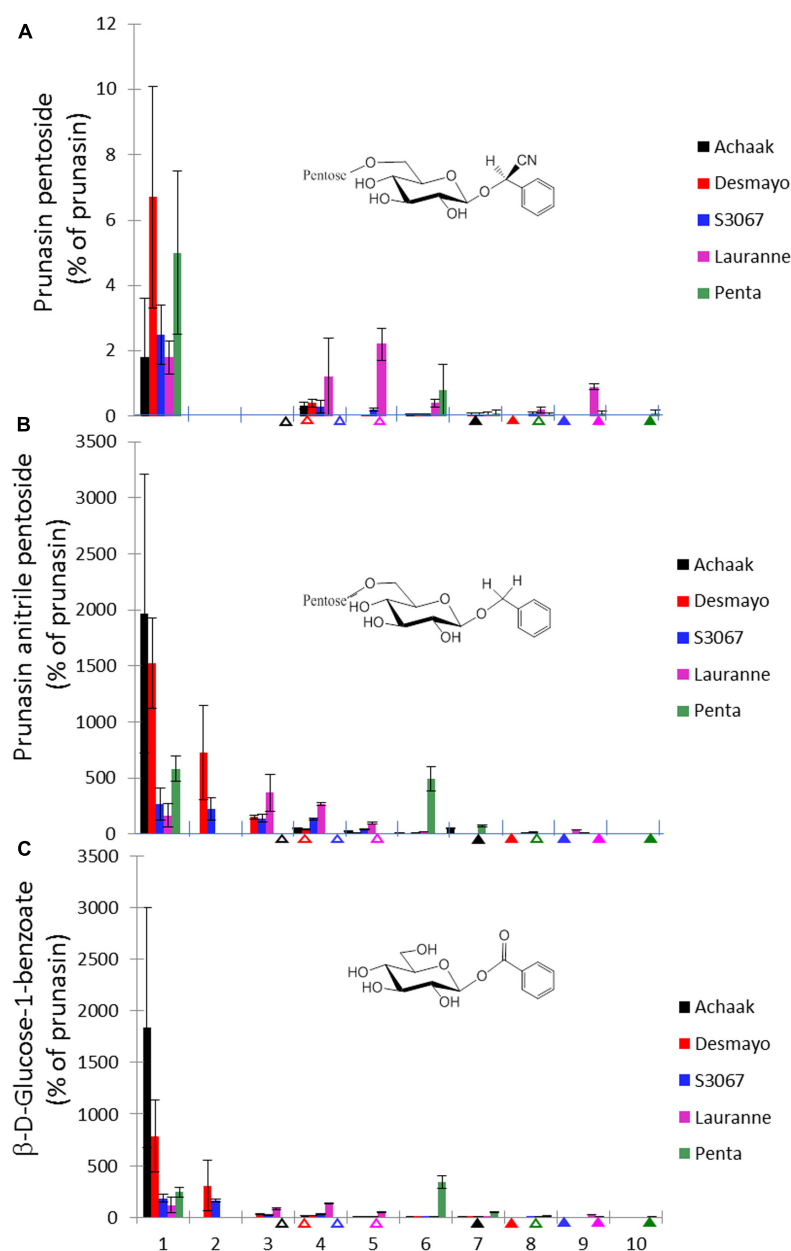 A
Prunasin pentoside
(% of prunasin)
12
10
8
6
4
2
0
Pentose
O
O
HO
HO
OH
O
H
CN
Achaak
Desmayo
S3067
Lauranne
Penta
B
Prunasin anitrile pentoside
(% of prunasin)
3500
3000
2500
2000
1500
1000
500
0
Pentose
O
O
HO
HO
OH
O
H
H
Achaak
Desmayo
S3067
Lauranne
Penta
C
β-D-Glucose-1-benzoate
(% of prunasin)
3500
3000
2500
2000
1500
1000
500
0
OH
O
HO
HO
OH
O
O
Achaak
Desmayo
S3067
Lauranne
Penta
1 2 3 4 5 6 7 8 9 10